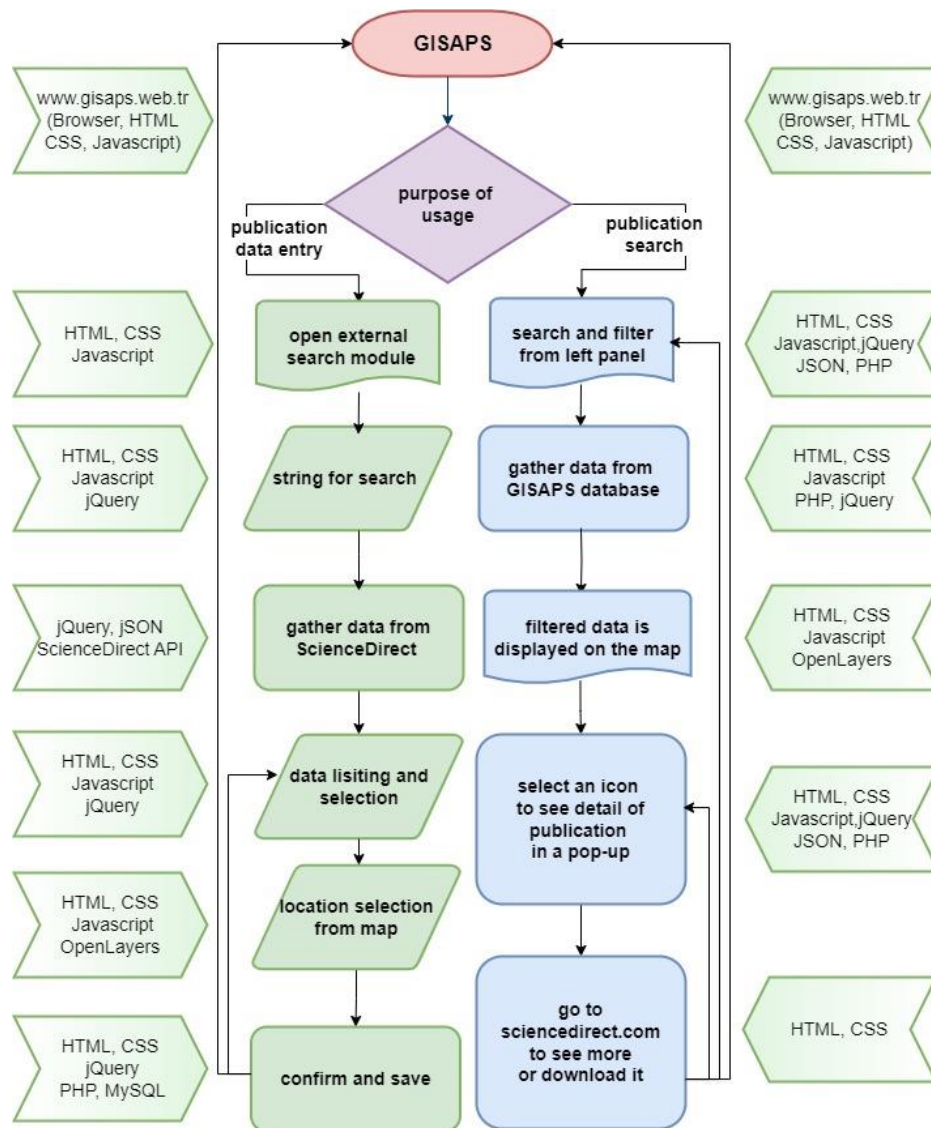 GISAPS
www.gisaps.web.tr
(Browser, HTML
CSS, Javascript)
www.gisaps.web.tr
(Browser, HTML
CSS, Javascript)
purpose of
usage
publication
data entry
publication
search
HTML, CSS
Javascript
open external
search module
search and filter
from left panel
HTML, CSS
Javascript,jQuery
JSON, PHP
HTML, CSS
Javascript
jQuery
string for search
gather data from
GISAPS database
HTML, CSS
Javascript
PHP, jQuery
jQuery, jSON
ScienceDirect API
gather data from
ScienceDirect
filtered data is
displayed on the map
HTML, CSS
Javascript
OpenLayers
HTML, CSS
Javascript
jQuery
data lisiting and
selection
select an icon
to see detail of
publication
in a pop-up
HTML, CSS
Javascript,jQuery
JSON, PHP
HTML, CSS
Javascript
OpenLayers
location selection
from map
HTML, CSS
jQuery
PHP, MySQL
confirm and save
go to
sciencedirect.com
to see more
or download it
HTML, CSS